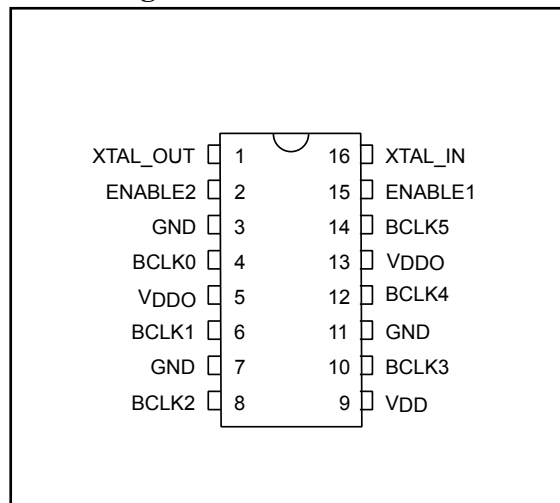 XTAL_OUT 1 16 XTAL_IN
ENABLE2 2 15 ENABLE1
GND 3 14 BCLK5
BCLK0 4 13 VDDO
VDDO 5 12 BCLK4
BCLK1 6 11 GND
GND 7 10 BCLK3
BCLK2 8 9 VDD